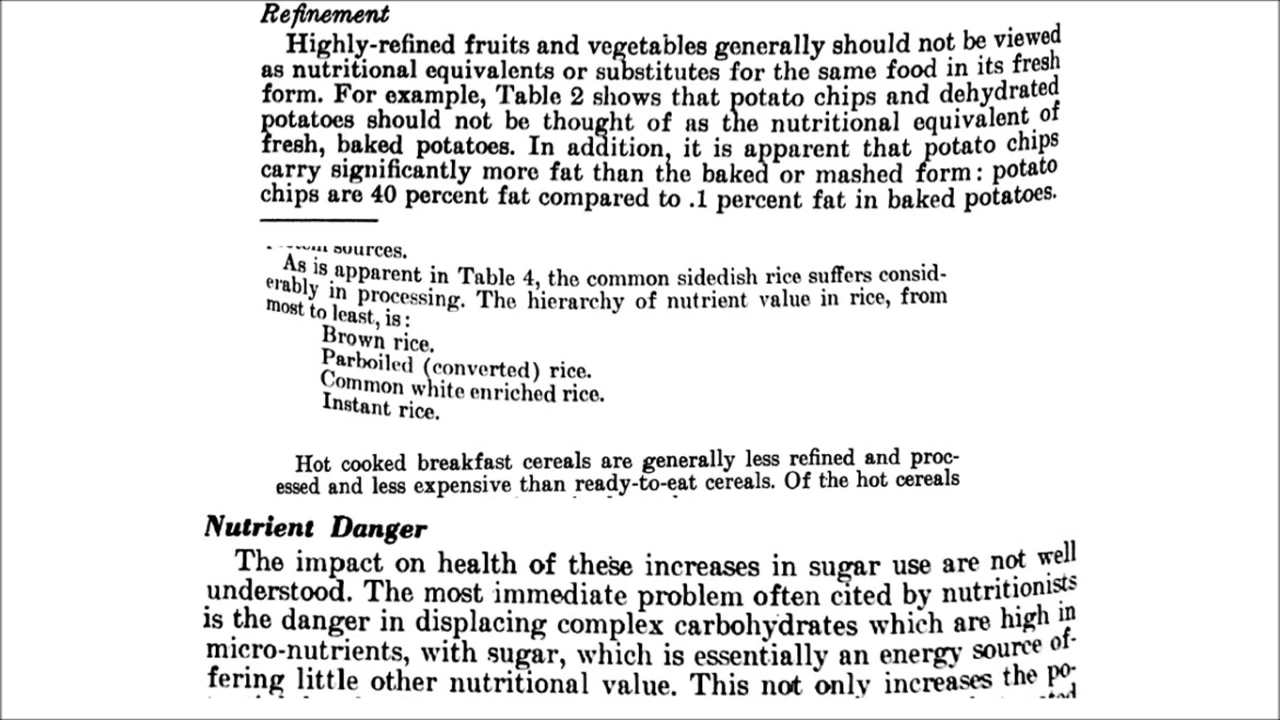 Refinement
Highly-refined fruits and vegetables generally should not be viewed
as nutritional equivalents or substitutes for the same food in its fresh
form. For example, Table 2 shows that potato chips and dehydrated
potatoes should not be thought of as the nutritional equivalent of
fresh, baked potatoes. In addition, it is apparent that potato chips
carry significantly more fat than the baked or mashed form: potato
chips are 40 percent fat compared to .1 percent fat in baked potatoes.
sources.
As is apparent in Table 4, the common sidedish rice suffers consid-
erably in processing. The hierarchy of nutrient value in rice, from
most to least, is:
Brown rice.
Parboiled (converted) rice.
Common white enriched rice.
Instant rice.
Hot cooked breakfast cereals are generally less refined and proc-
essed and less expensive than ready-to-eat cereals. Of the hot cereals
Nutrient Danger
The impact on health of these increases in sugar use are not well
understood. The most immediate problem often cited by nutritionists
is the danger in displacing complex carbohydrates which are high in
micro-nutrients, with sugar, which is essentially an energy source of-
fering little other nutritional value. This not only increases the po-